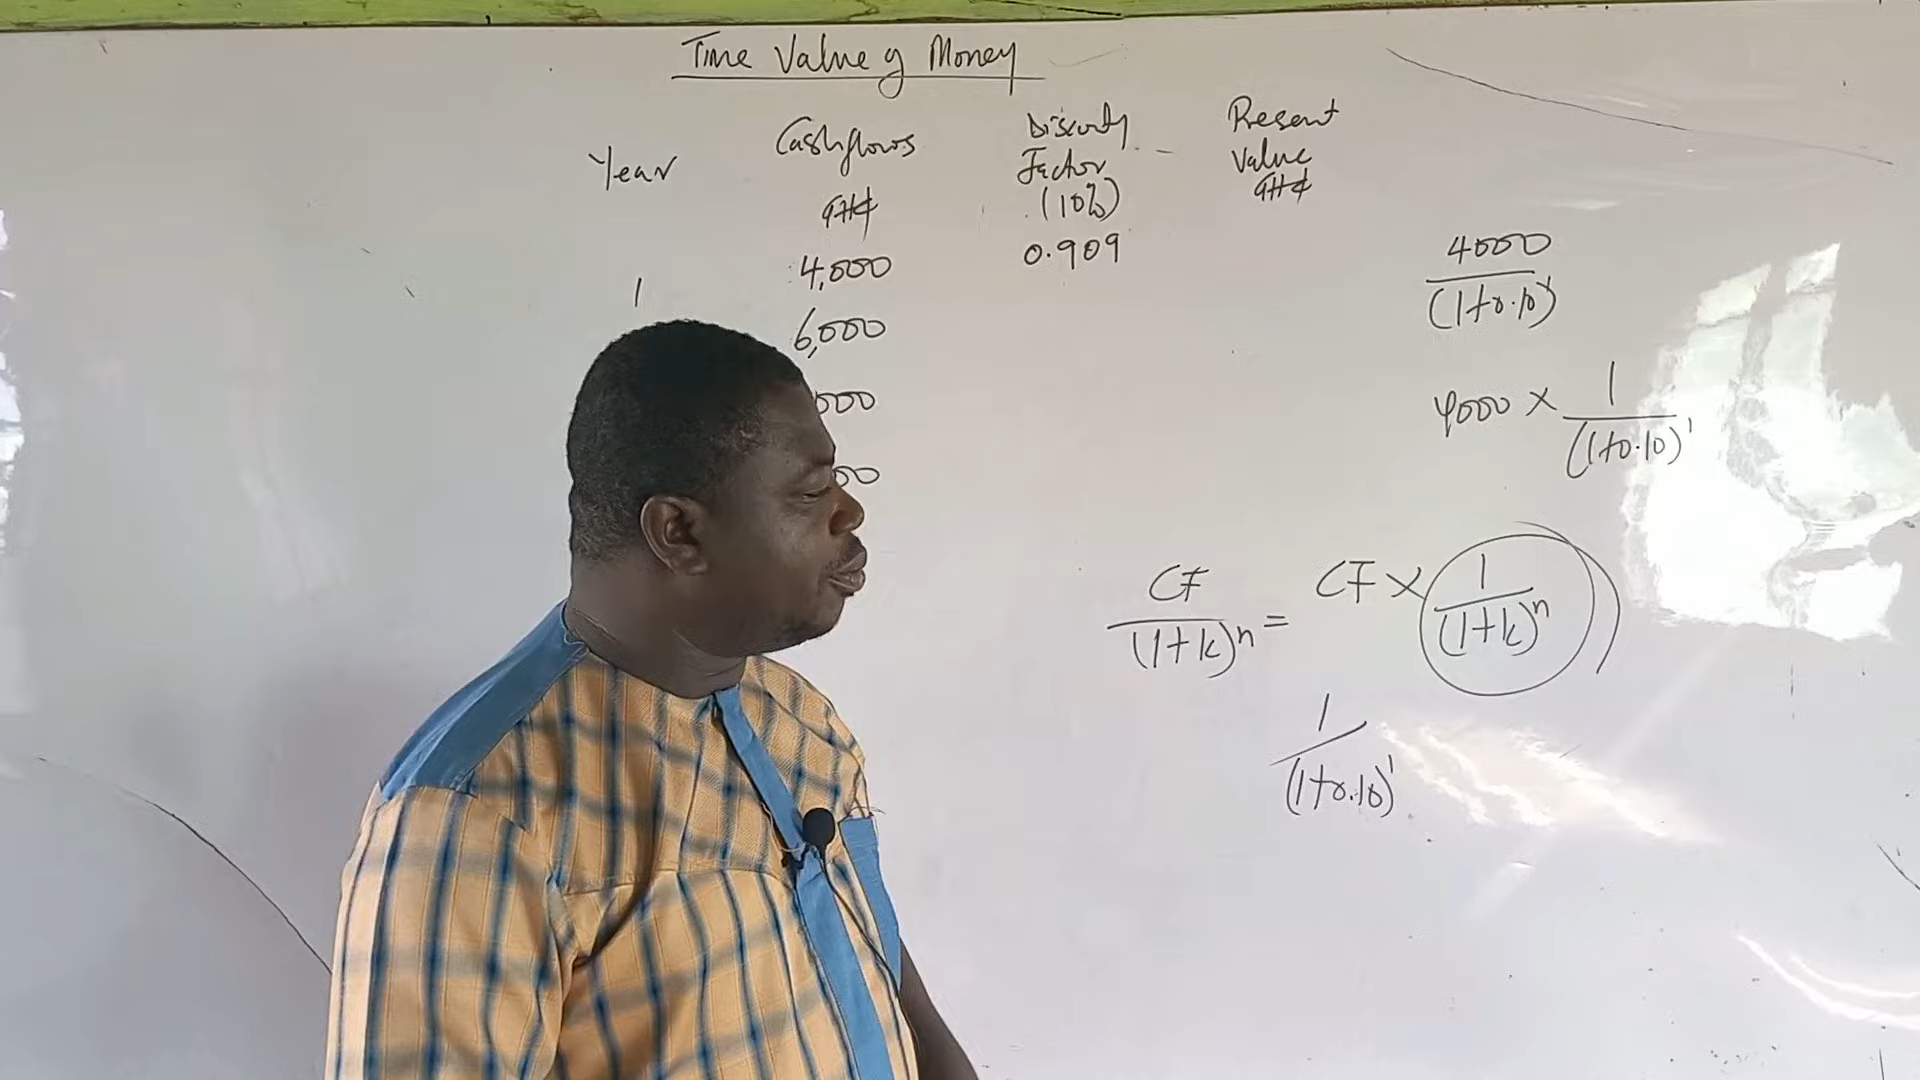 Time Value of Money
Year Cashflows Discount Factor (10%) Present Value
GH¢ GH¢
1 4,000 0.909
6,000
000
00
4000
(1+0.10)¹
4000 × 1
(1+0.10)¹
CF = CF × 1
(1+k)ⁿ (1+k)ⁿ
1
(1+0.10)¹